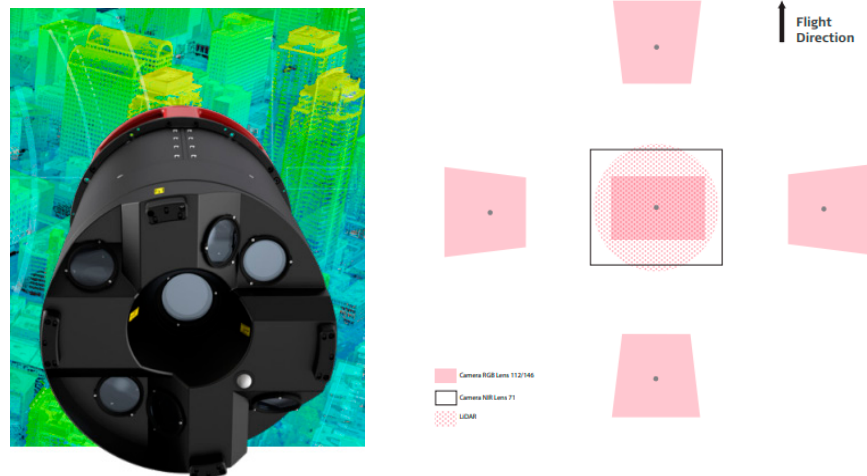 Flight
Direction
Camera RGB Lens 112/146
Camera NIR Lens 71
LiDAR